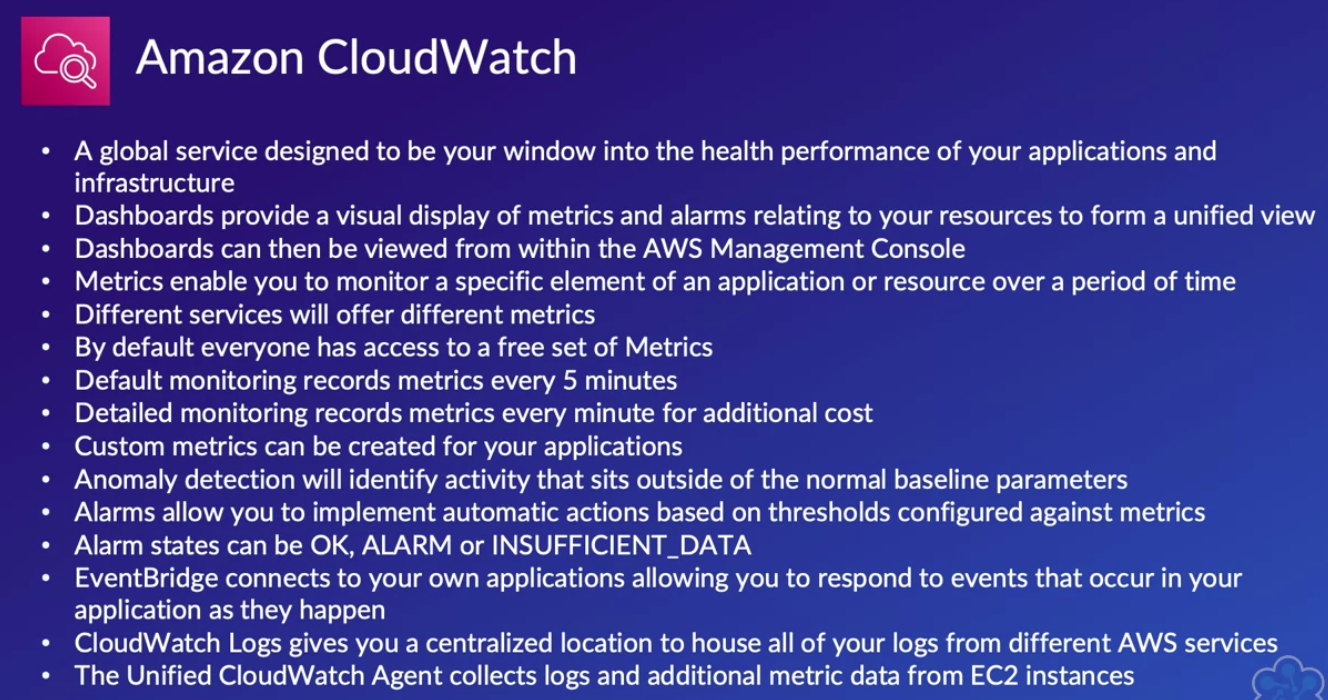 Amazon CloudWatch
• A global service designed to be your window into the health performance of your applications and
infrastructure
• Dashboards provide a visual display of metrics and alarms relating to your resources to form a unified view
• Dashboards can then be viewed from within the AWS Management Console
• Metrics enable you to monitor a specific element of an application or resource over a period of time
• Different services will offer different metrics
• By default everyone has access to a free set of Metrics
• Default monitoring records metrics every 5 minutes
• Detailed monitoring records metrics every minute for additional cost
• Custom metrics can be created for your applications
• Anomaly detection will identify activity that sits outside of the normal baseline parameters
• Alarms allow you to implement automatic actions based on thresholds configured against metrics
• Alarm states can be OK, ALARM or INSUFFICIENT_DATA
• EventBridge connects to your own applications allowing you to respond to events that occur in your
application as they happen
• CloudWatch Logs gives you a centralized location to house all of your logs from different AWS services
• The Unified CloudWatch Agent collects logs and additional metric data from EC2 instances